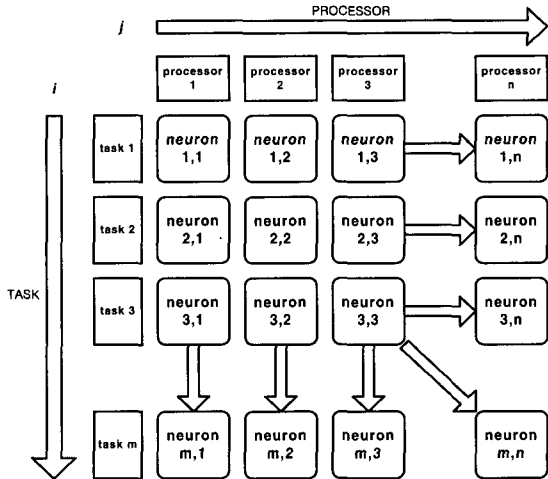 PROCESSOR
j
i
processor
1
processor
2
processor
3
processor
n
task 1
neuron
1,1
neuron
1,2
neuron
1,3
neuron
1,n
task 2
neuron
2,1
neuron
2,2
neuron
2,3
neuron
2,n
TASK
task 3
neuron
3,1
neuron
3,2
neuron
3,3
neuron
3,n
task m
neuron
m,1
neuron
m,2
neuron
m,3
neuron
m,n